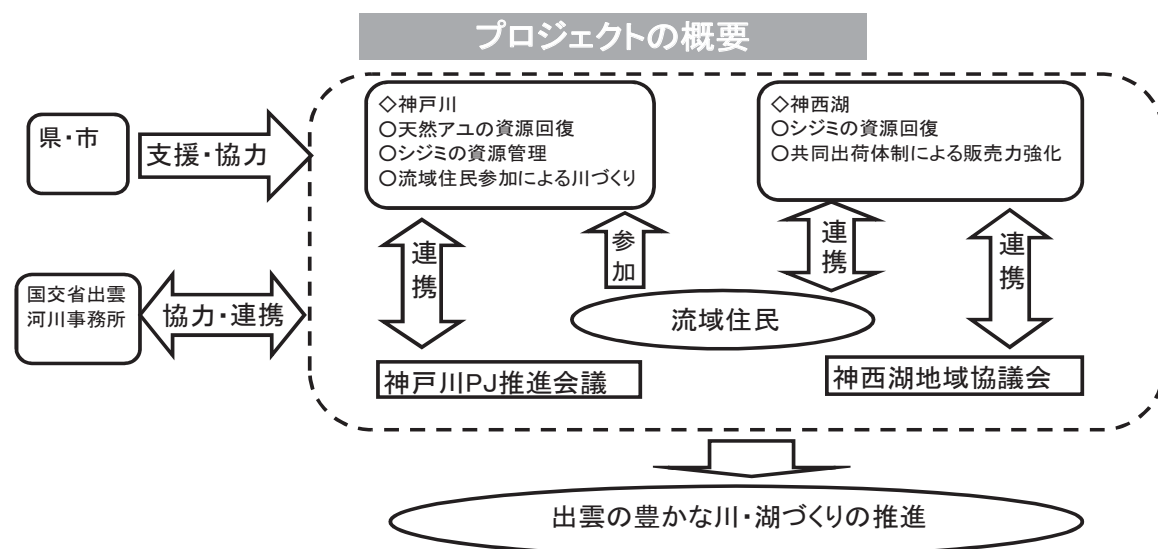 プロジェクトの概要
県・市
支援・協力
◇神戸川
○天然アユの資源回復
○シジミの資源管理
○流域住民参加による川づくり
◇神西湖
○シジミの資源回復
○共同出荷体制による販売力強化
国交省出雲
河川事務所
協力・連携
連携
参加
連携
連携
流域住民
神戸川PJ推進会議
神西湖地域協議会
出雲の豊かな川・湖づくりの推進